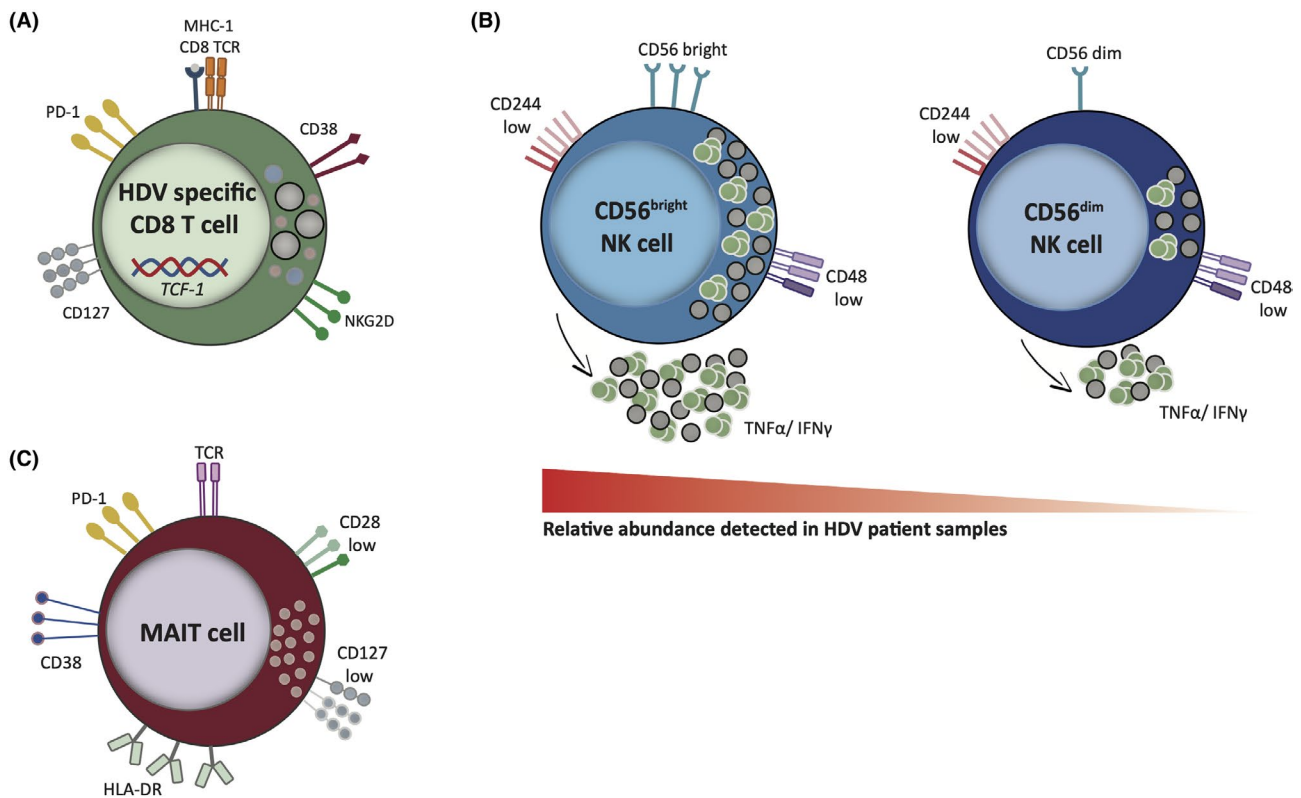 (A)
MHC-1
CD8 TCR
PD-1
CD38
HDV specific
CD8 T cell
TCF-1
CD127
NKG2D
(B)
CD56 bright
CD244
low
CD56bright
NK cell
CD48
low
TNFα/ IFNγ
CD56 dim
CD244
low
CD56dim
NK cell
CD48
low
TNFα/ IFNγ
Relative abundance detected in HDV patient samples
(C)
TCR
PD-1
CD28
low
MAIT cell
CD38
CD127
low
HLA-DR